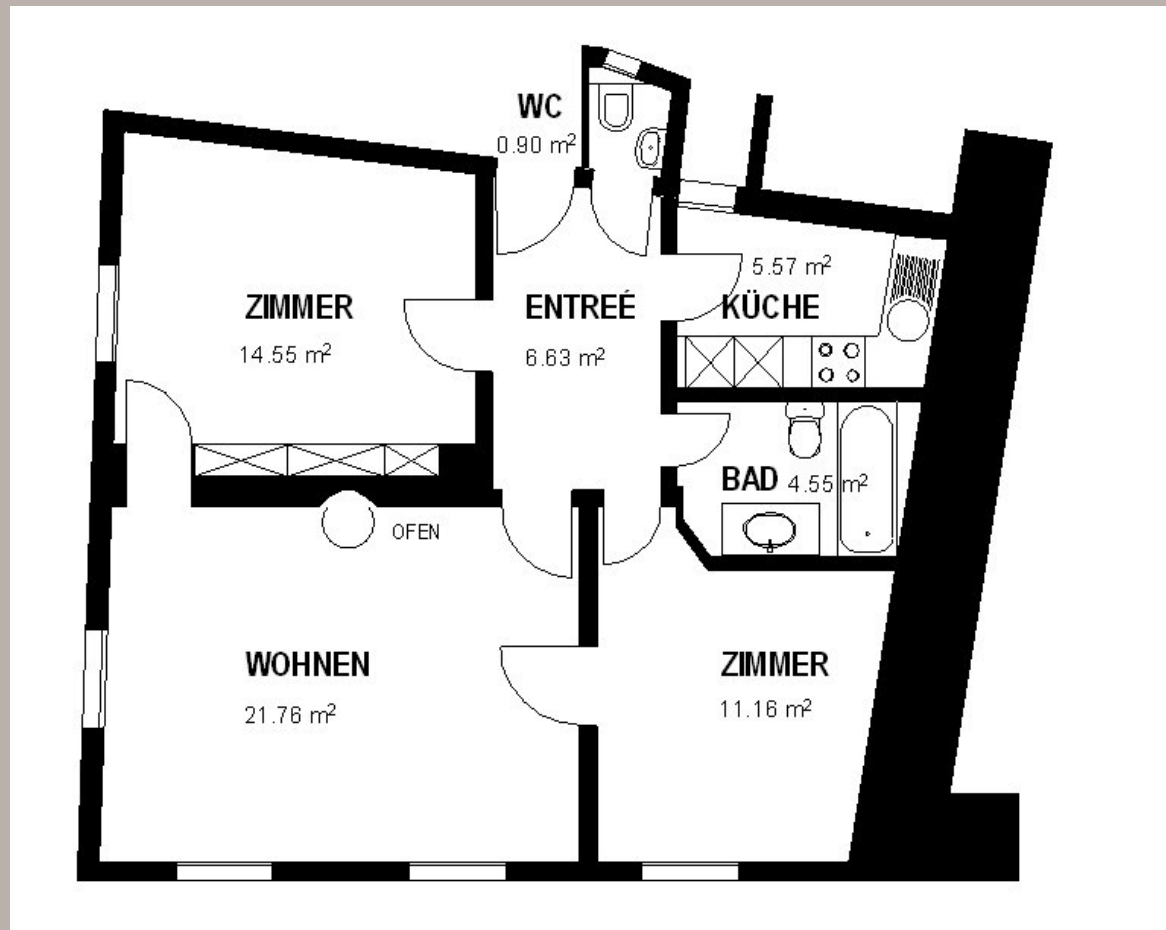 WC
0.90 m²
5.57 m²
KÜCHE
ZIMMER
14.55 m²
ENTREÉ
6.63 m²
BAD 4.55 m²
OFEN
WOHNEN
21.76 m²
ZIMMER
11.16 m²